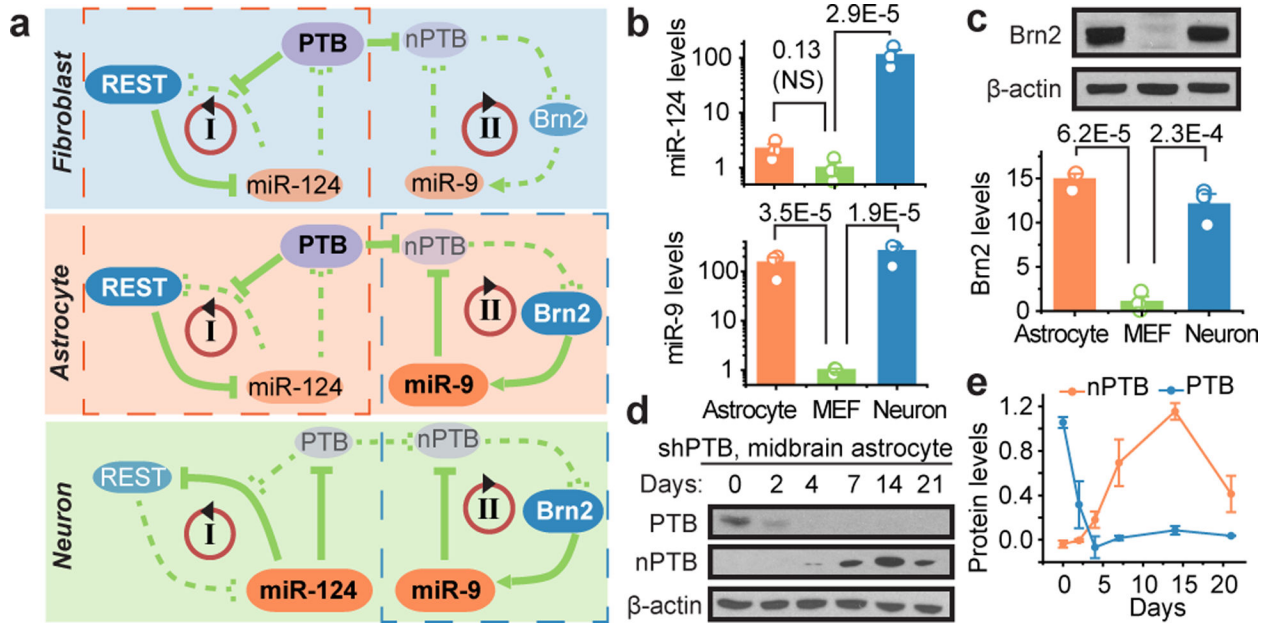 a
Fibroblast
PTB
nPTB
REST
I
II
Brn2
miR-124
miR-9
Astrocyte
PTB
nPTB
REST
I
II
Brn2
miR-124
miR-9
Neuron
PTB
nPTB
REST
I
II
Brn2
miR-124
miR-9
b
miR-124 levels
100
10
1
0.13
(NS)
2.9E-5
miR-9 levels
100
10
1
3.5E-5
1.9E-5
Astrocyte MEF Neuron
c
Brn2
β-actin
6.2E-5
2.3E-4
Brn2 levels
15
10
5
0
Astrocyte MEF Neuron
d
shPTB, midbrain astrocyte
Days: 0 2 4 7 14 21
PTB
nPTB
β-actin
e
nPTB PTB
Protein levels
1.2
0.8
0.4
0.0
0 5 10 15 20
Days